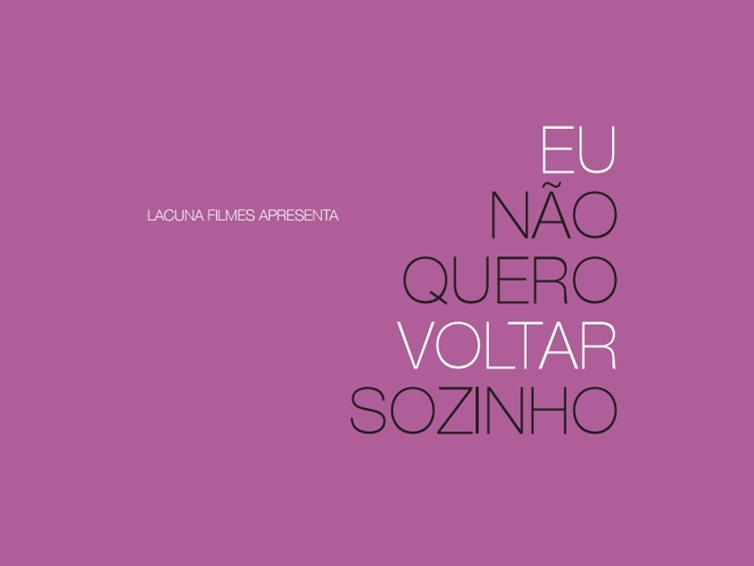 LACUNA FILMES APRESENTA
EU
NÃO
QUERO
VOLTAR
SOZINHO